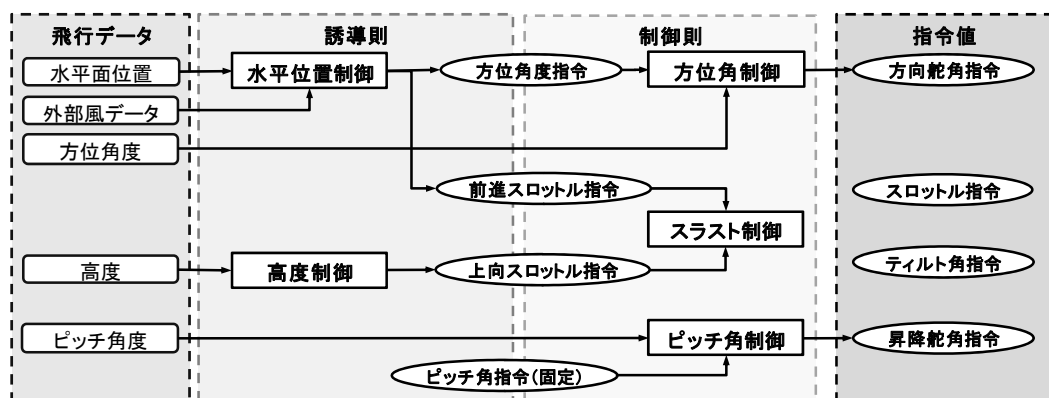 飛行データ
誘導則
制御則
指令値
水平面位置
水平位置制御
方位角度指令
方位角制御
方向舵角指令
外部風データ
方位角度
前進スロットル指令
スロットル指令
スラスト制御
高度
高度制御
上向スロットル指令
ティルト角指令
ピッチ角度
ピッチ角制御
昇降舵角指令
ピッチ角指令(固定)